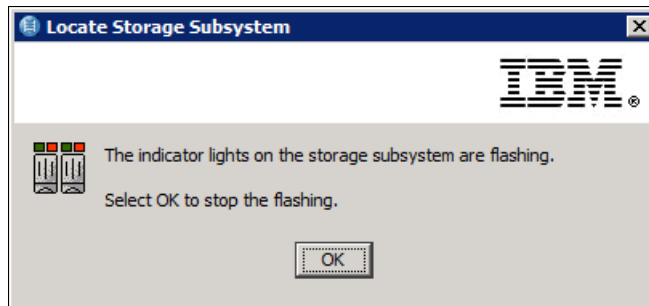 Locate Storage Subsystem
IBM®
The indicator lights on the storage subsystem are flashing.
Select OK to stop the flashing.
OK